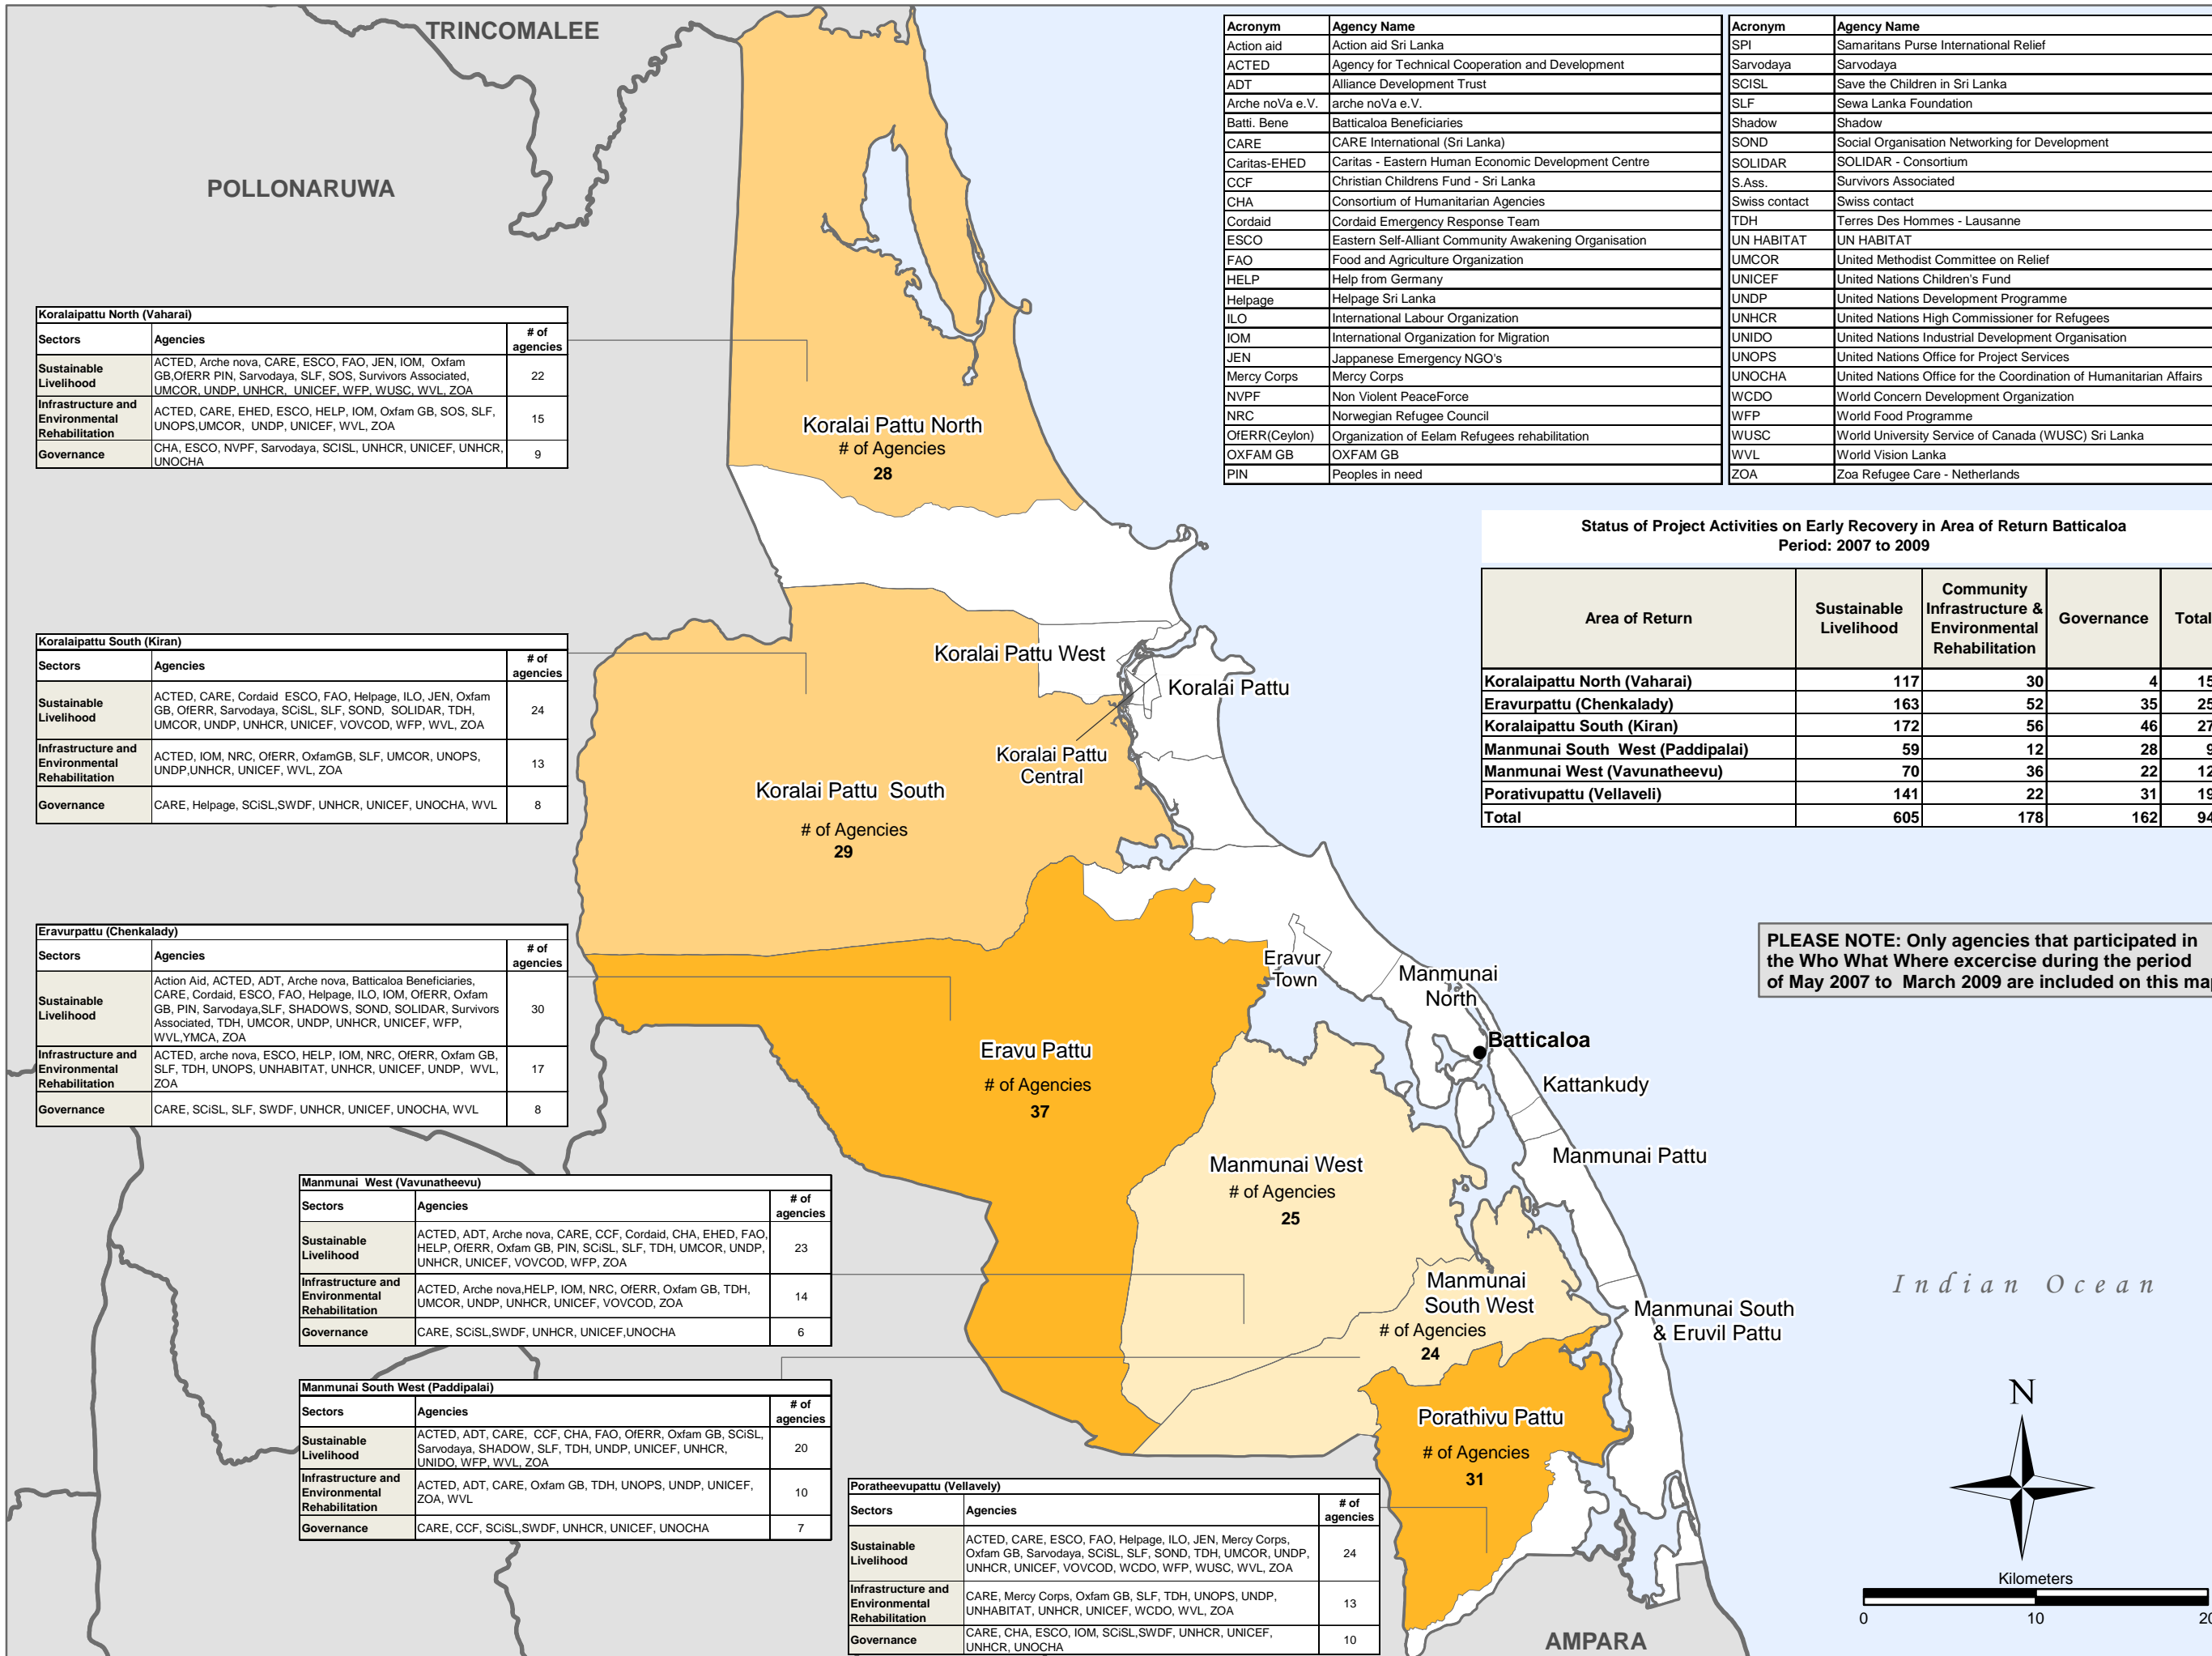 TRINCOMALEE
POLLONARUWA
Acronym Agency Name
Action aid Action aid Sri Lanka
ACTED Agency for Technical Cooperation and Development
ADT Alliance Development Trust
Arche noVa e.V. arche noVa e.V.
Batti. Bene Batticaloa Beneficiaries
CARE CARE International (Sri Lanka)
Caritas-EHED Caritas - Eastern Human Economic Development Centre
CCF Christian Childrens Fund - Sri Lanka
CHA Consortium of Humanitarian Agencies
Cordaid Cordaid Emergency Response Team
ESCO Eastern Self-Alliant Community Awakening Organisation
FAO Food and Agriculture Organization
HELP Help from Germany
Helpage Helpage Sri Lanka
ILO International Labour Organization
IOM International Organization for Migration
JEN Jappanese Emergency NGO's
Mercy Corps Mercy Corps
NVPF Non Violent PeaceForce
NRC Norwegian Refugee Council
OfERR(Ceylon) Organization of Eelam Refugees rehabilitation
OXFAM GB OXFAM GB
PIN Peoples in need
Acronym Agency Name
SPI Samaritans Purse International Relief
Sarvodaya Sarvodaya
SCISL Save the Children in Sri Lanka
SLF Sewa Lanka Foundation
Shadow Shadow
SOND Social Organisation Networking for Development
SOLIDAR SOLIDAR - Consortium
S.Ass. Survivors Associated
Swiss contact Swiss contact
TDH Terres Des Hommes - Lausanne
UN HABITAT UN HABITAT
UMCOR United Methodist Committee on Relief
UNICEF United Nations Children's Fund
UNDP United Nations Development Programme
UNHCR United Nations High Commissioner for Refugees
UNIDO United Nations Industrial Development Organisation
UNOPS United Nations Office for Project Services
UNOCHA United Nations Office for the Coordination of Humanitarian Affairs
WCDO World Concern Development Organization
WFP World Food Programme
WUSC World University Service of Canada (WUSC) Sri Lanka
WVL World Vision Lanka
ZOA Zoa Refugee Care - Netherlands
Koralaipattu North (Vaharai)
Sectors Agencies # of agencies
Sustainable Livelihood ACTED, Arche nova, CARE, ESCO, FAO, JEN, IOM, Oxfam
GB,OfERR PIN, Sarvodaya, SLF, SOS, Survivors Associated,
UMCOR, UNDP, UNHCR, UNICEF, WFP, WUSC, WVL, ZOA 22
Infrastructure and Environmental Rehabilitation ACTED, CARE, EHED, ESCO, HELP, IOM, Oxfam GB, SOS, SLF,
UNOPS,UMCOR, UNDP, UNICEF, WVL, ZOA 15
Governance CHA, ESCO, NVPF, Sarvodaya, SCISL, UNHCR, UNICEF, UNHCR,
UNOCHA 9
Koralai Pattu North
# of Agencies
28
Status of Project Activities on Early Recovery in Area of Return Batticaloa
Period: 2007 to 2009
Area of Return Sustainable Livelihood Community Infrastructure & Environmental Rehabilitation Governance Total
Koralaipattu North (Vaharai) 117 30 4 15
Eravurpattu (Chenkalady) 163 52 35 25
Koralaipattu South (Kiran) 172 56 46 27
Manmunai South West (Paddipalai) 59 12 28 9
Manmunai West (Vavunatheevu) 70 36 22 12
Porativupattu (Vellaveli) 141 22 31 19
Total 605 178 162 94
Koralaipattu South (Kiran)
Sectors Agencies # of agencies
Sustainable Livelihood ACTED, CARE, Cordaid ESCO, FAO, Helpage, ILO, JEN, Oxfam
GB, OfERR, Sarvodaya, SCiSL, SLF, SOND, SOLIDAR, TDH,
UMCOR, UNDP, UNHCR, UNICEF, VOVCOD, WFP, WVL, ZOA 24
Infrastructure and Environmental Rehabilitation ACTED, IOM, NRC, OfERR, OxfamGB, SLF, UMCOR, UNOPS,
UNDP,UNHCR, UNICEF, WVL, ZOA 13
Governance CARE, Helpage, SCiSL,SWDF, UNHCR, UNICEF, UNOCHA, WVL 8
Koralai Pattu West
Koralai Pattu
Koralai Pattu
Central
Koralai Pattu South
# of Agencies
29
PLEASE NOTE: Only agencies that participated in
the Who What Where excercise during the period
of May 2007 to March 2009 are included on this map
Eravurpattu (Chenkalady)
Sectors Agencies # of agencies
Sustainable Livelihood Action Aid, ACTED, ADT, Arche nova, Batticaloa Beneficiaries,
CARE, Cordaid, ESCO, FAO, Helpage, ILO, IOM, OfERR, Oxfam
GB, PIN, Sarvodaya,SLF, SHADOWS, SOND, SOLIDAR, Survivors
Associated, TDH, UMCOR, UNDP, UNHCR, UNICEF, WFP,
WVL,YMCA, ZOA 30
Infrastructure and Environmental Rehabilitation ACTED, arche nova, ESCO, HELP, IOM, NRC, OfERR, Oxfam GB,
SLF, TDH, UNOPS, UNHABITAT, UNHCR, UNICEF, UNDP, WVL,
ZOA 17
Governance CARE, SCiSL, SLF, SWDF, UNHCR, UNICEF, UNOCHA, WVL 8
Eravur
Town
Manmunai
North
Batticaloa
Kattankudy
Manmunai Pattu
Eravu Pattu
# of Agencies
37
Manmunai West
# of Agencies
25
Manmunai West (Vavunatheevu)
Sectors Agencies # of agencies
Sustainable Livelihood ACTED, ADT, Arche nova, CARE, CCF, Cordaid, CHA, EHED, FAO,
HELP, OfERR, Oxfam GB, PIN, SCiSL, SLF, TDH, UMCOR, UNDP,
UNHCR, UNICEF, VOVCOD, WFP, ZOA 23
Infrastructure and Environmental Rehabilitation ACTED, Arche nova,HELP, IOM, NRC, OfERR, Oxfam GB, TDH,
UMCOR, UNDP, UNHCR, UNICEF, VOVCOD, ZOA 14
Governance CARE, SCiSL,SWDF, UNHCR, UNICEF,UNOCHA 6
Manmunai
South West
# of Agencies
24
Manmunai South
& Eruvil Pattu
Indian Ocean
Manmunai South West (Paddipalai)
Sectors Agencies # of agencies
Sustainable Livelihood ACTED, ADT, CARE, CCF, CHA, FAO, OfERR, Oxfam GB, SCiSL,
Sarvodaya, SHADOW, SLF, TDH, UNDP, UNICEF, UNHCR,
UNIDO, WFP, WVL, ZOA 20
Infrastructure and Environmental Rehabilitation ACTED, ADT, CARE, Oxfam GB, TDH, UNOPS, UNDP, UNICEF,
ZOA, WVL 10
Governance CARE, CCF, SCiSL,SWDF, UNHCR, UNICEF, UNOCHA 7
Porathivu Pattu
# of Agencies
31
Poratheevupattu (Vellavely)
Sectors Agencies # of agencies
Sustainable Livelihood ACTED, CARE, ESCO, FAO, Helpage, ILO, JEN, Mercy Corps,
Oxfam GB, Sarvodaya, SCiSL, SLF, SOND, TDH, UMCOR, UNDP,
UNHCR, UNICEF, VOVCOD, WCDO, WFP, WUSC, WVL, ZOA 24
Infrastructure and Environmental Rehabilitation CARE, Mercy Corps, Oxfam GB, SLF, TDH, UNOPS, UNDP,
UNHABITAT, UNHCR, UNICEF, WCDO, WVL, ZOA 13
Governance CARE, CHA, ESCO, IOM, SCiSL,SWDF, UNHCR, UNICEF,
UNHCR, UNOCHA 10
N
Kilometers
0 10 20
AMPARA